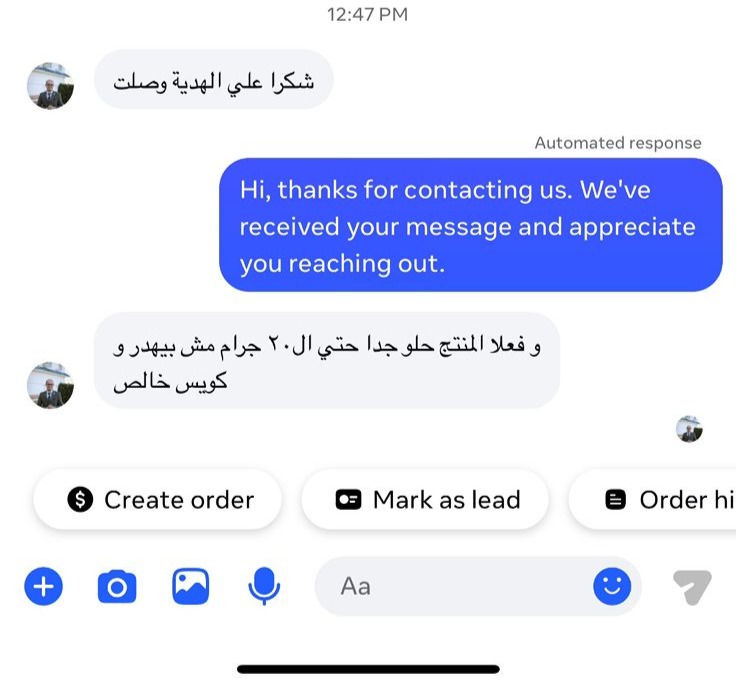 12:47 PM
شكرا علي الهدية وصلت
Automated response
Hi, thanks for contacting us. We've
received your message and appreciate
you reaching out.
و فعلا المنتج حلو جدا حتي ال٢٠ جرام مش بيهدر و
كويس خالص
Create order
Mark as lead
Order hi
Aa